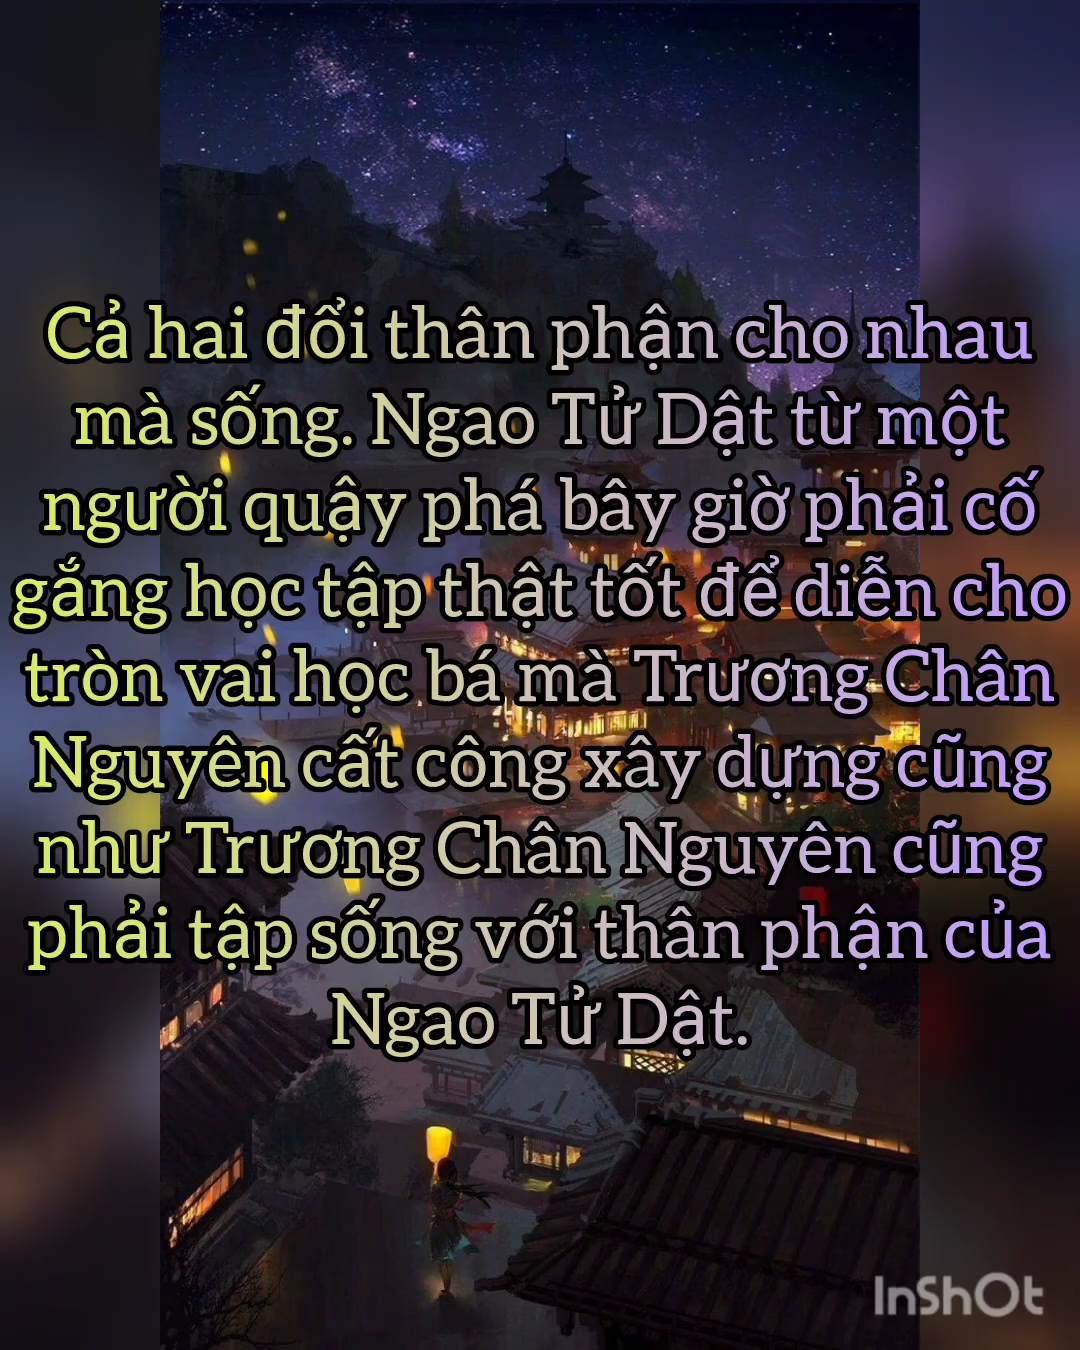 Cả hai đổi thân phận cho nhau
mà sống. Ngao Tử Dật từ một
người quậy phá bây giờ phải cố
gắng học tập thật tốt để diễn cho
tròn vai học bá mà Trương Chân
Nguyên cất công xây dựng cũng
như Trương Chân Nguyên cũng
phải tập sống với thân phận của
Ngao Tử Dật.
InShOt